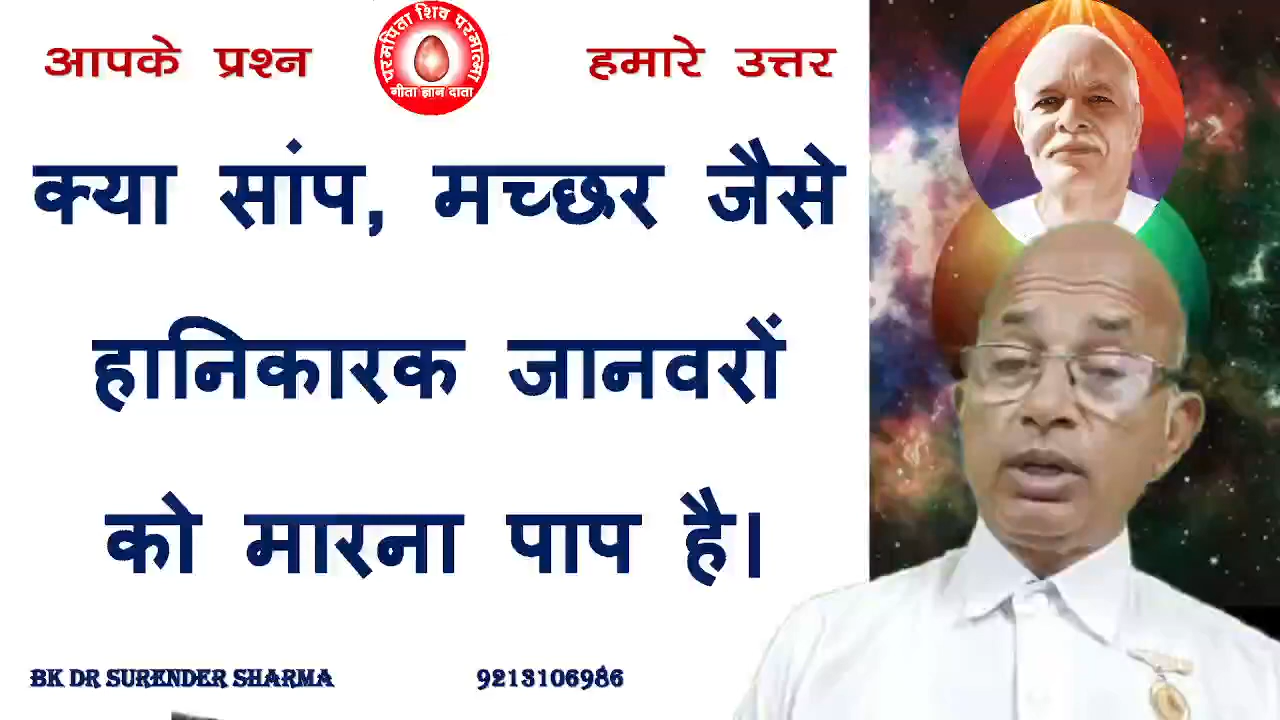 आपके प्रश्न
परमपिता शिव परमात्मा
गीता ज्ञान दाता
हमारे उत्तर
क्या सांप, मच्छर जैसे
हानिकारक जानवरों
को मारना पाप है।
BK DR SURENDER SHARMA 9213106986